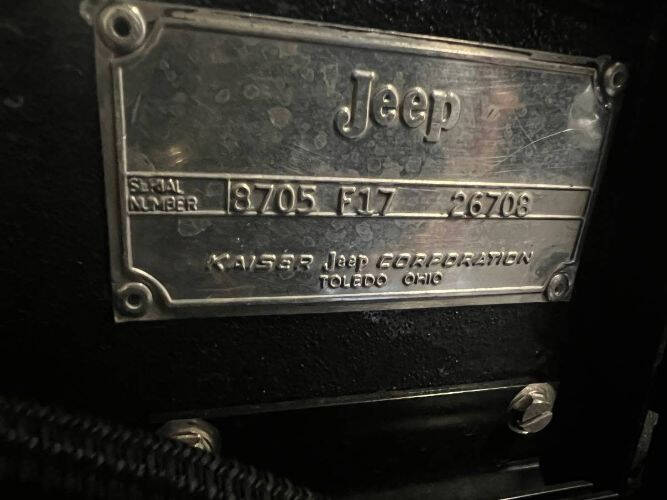 Jeep
SERIAL
NUMBER 8705 F17 26708
KAISER Jeep CORPORATION
TOLEDO OHIO